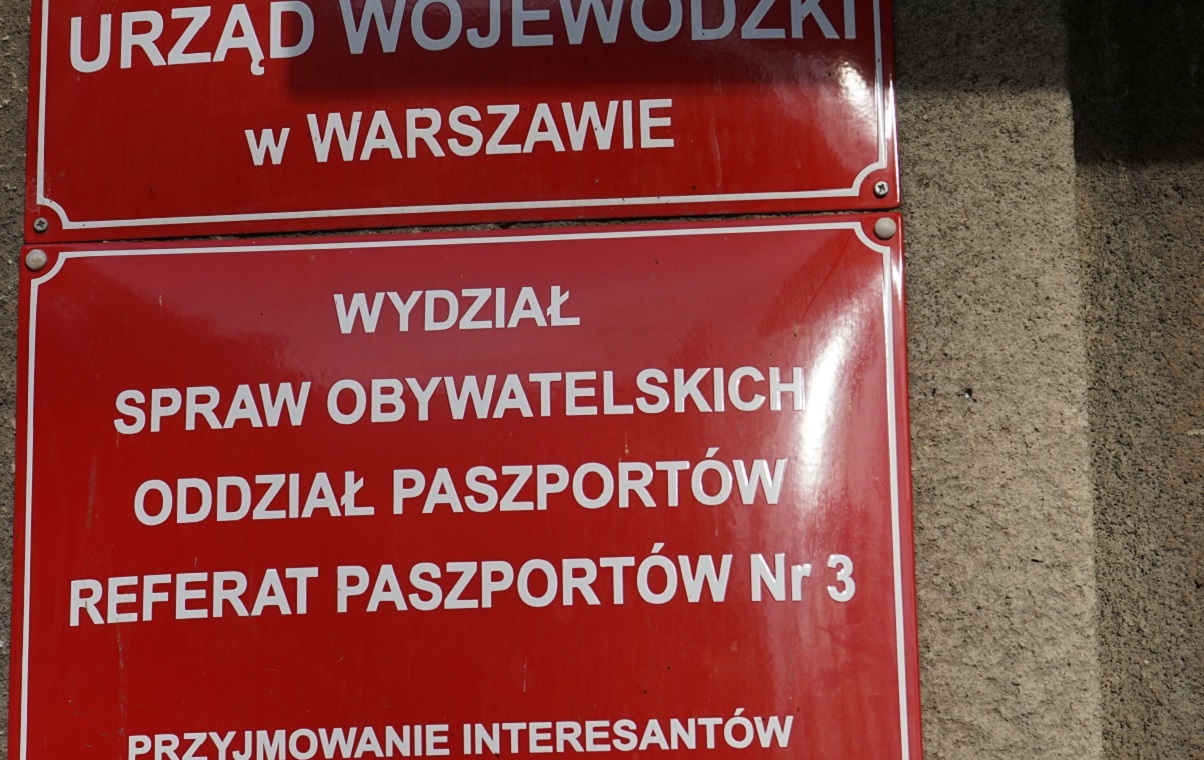 URZĄD WOJEWÓDZKI
w WARSZAWIE
WYDZIAŁ
SPRAW OBYWATELSKICH
ODDZIAŁ PASZPORTÓW
REFERAT PASZPORTÓW Nr 3
PRZYJMOWANIE INTERESANTÓW